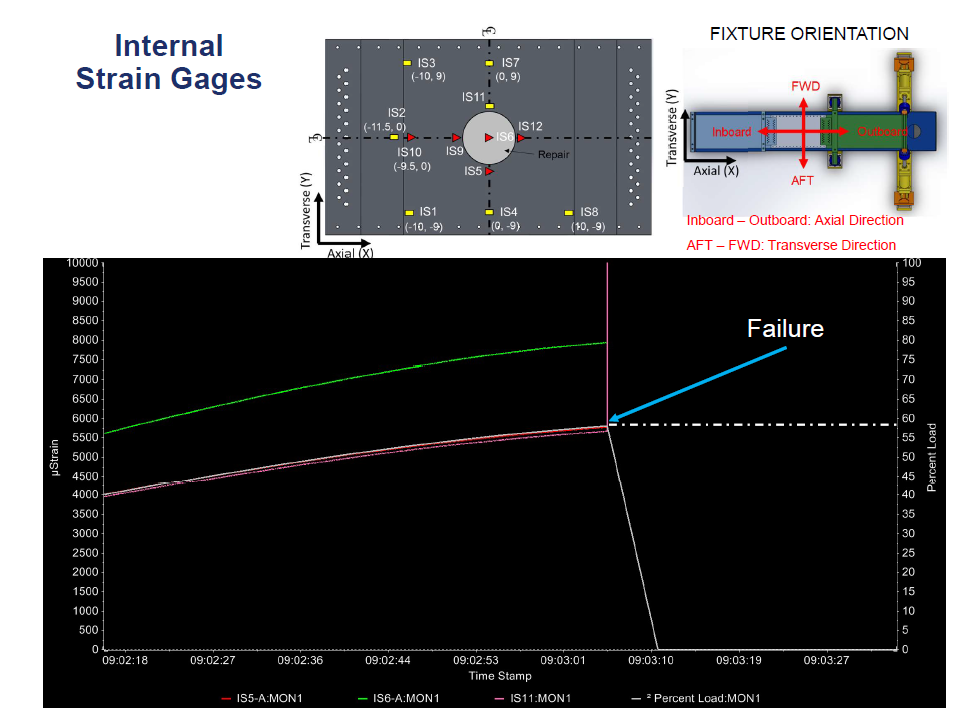 Internal
Strain Gages
℄
IS3
(-10, 9)
IS7
(0, 9)
IS11
IS2
(-11.5, 0)
℄
IS10
(-9.5, 0)
IS9
IS6
IS12
Repair
IS5
IS1
(-10, -9)
IS4
(0, -9)
IS8
(10, -9)
Transverse (Y)
Axial (X)
FIXTURE ORIENTATION
FWD
Inboard
Outboard
AFT
Transverse (Y)
Axial (X)
Inboard – Outboard: Axial Direction
AFT – FWD: Transverse Direction
10000
9500
9000
8500
8000
7500
7000
6500
6000
5500
5000
4500
4000
3500
3000
2500
2000
1500
1000
500
0
µStrain
Failure
100
95
90
85
80
75
70
65
60
55
50
45
40
35
30
25
20
15
10
5
0
Percent Load
09:02:18 09:02:27 09:02:36 09:02:44 09:02:53 09:03:01 09:03:10 09:03:19 09:03:27
Time Stamp
IS5-A:MON1 IS6-A:MON1 IS11:MON1 ² Percent Load:MON1